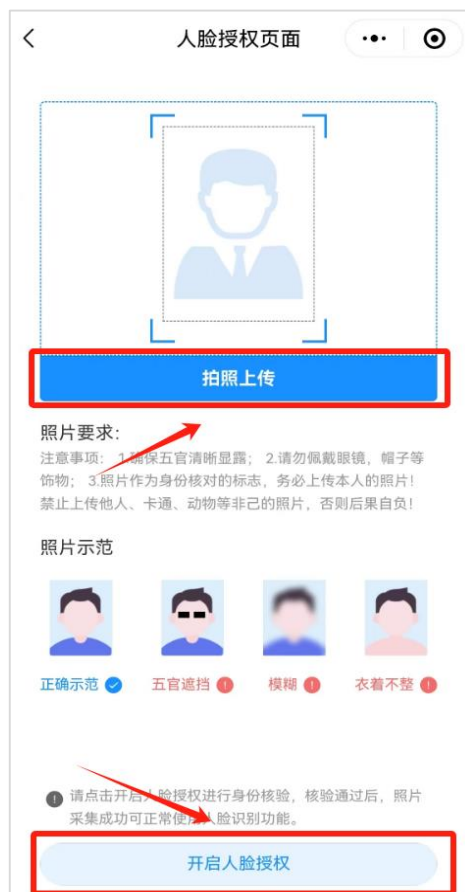 人脸授权页面
拍照上传
照片要求：
注意事项： 1.确保五官清晰显露； 2.请勿佩戴眼镜，帽子等
饰物； 3.照片作为身份核对的标志，务必上传本人的照片！
禁止上传他人、卡通、动物等非己的照片，否则后果自负！
照片示范
正确示范 五官遮挡 模糊 衣着不整
请点击开启人脸授权进行身份核验，核验通过后，照片
采集成功可正常使用人脸识别功能。
开启人脸授权